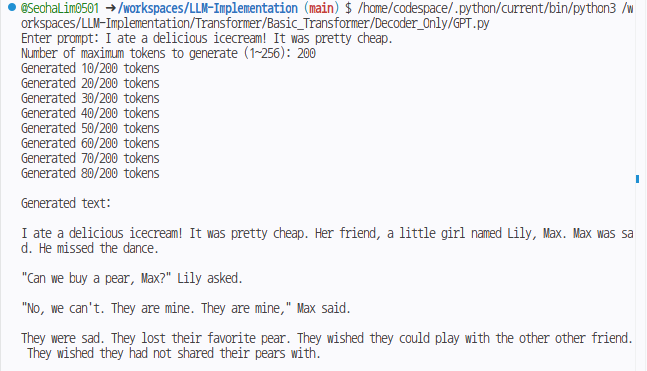 @SeohaLim0501 ➜ /workspaces/LLM-Implementation (main) $ /home/codespace/.python/current/bin/python3 /w
orkspaces/LLM-Implementation/Transformer/Basic_Transformer/Decoder_Only/GPT.py
Enter prompt: I ate a delicious icecream! It was pretty cheap.
Number of maximum tokens to generate (1~256): 200
Generated 10/200 tokens
Generated 20/200 tokens
Generated 30/200 tokens
Generated 40/200 tokens
Generated 50/200 tokens
Generated 60/200 tokens
Generated 70/200 tokens
Generated 80/200 tokens
Generated text:
I ate a delicious icecream! It was pretty cheap. Her friend, a little girl named Lily, Max. Max was sa
d. He missed the dance.
"Can we buy a pear, Max?" Lily asked.
"No, we can't. They are mine. They are mine," Max said.
They were sad. They lost their favorite pear. They wished they could play with the other other friend.
They wished they had not shared their pears with.